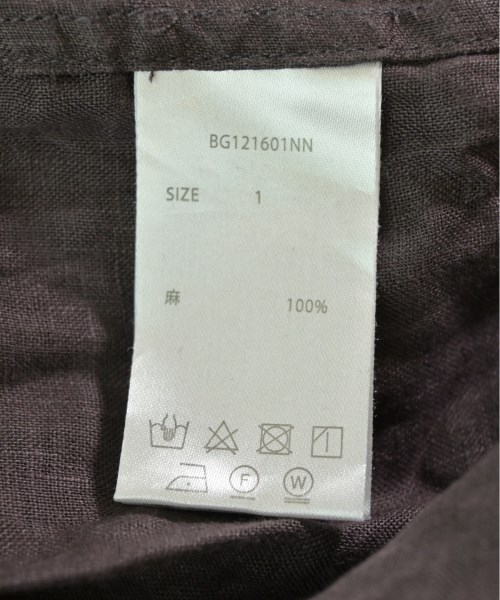 BG121601NN
SIZE 1
麻 100%
F W